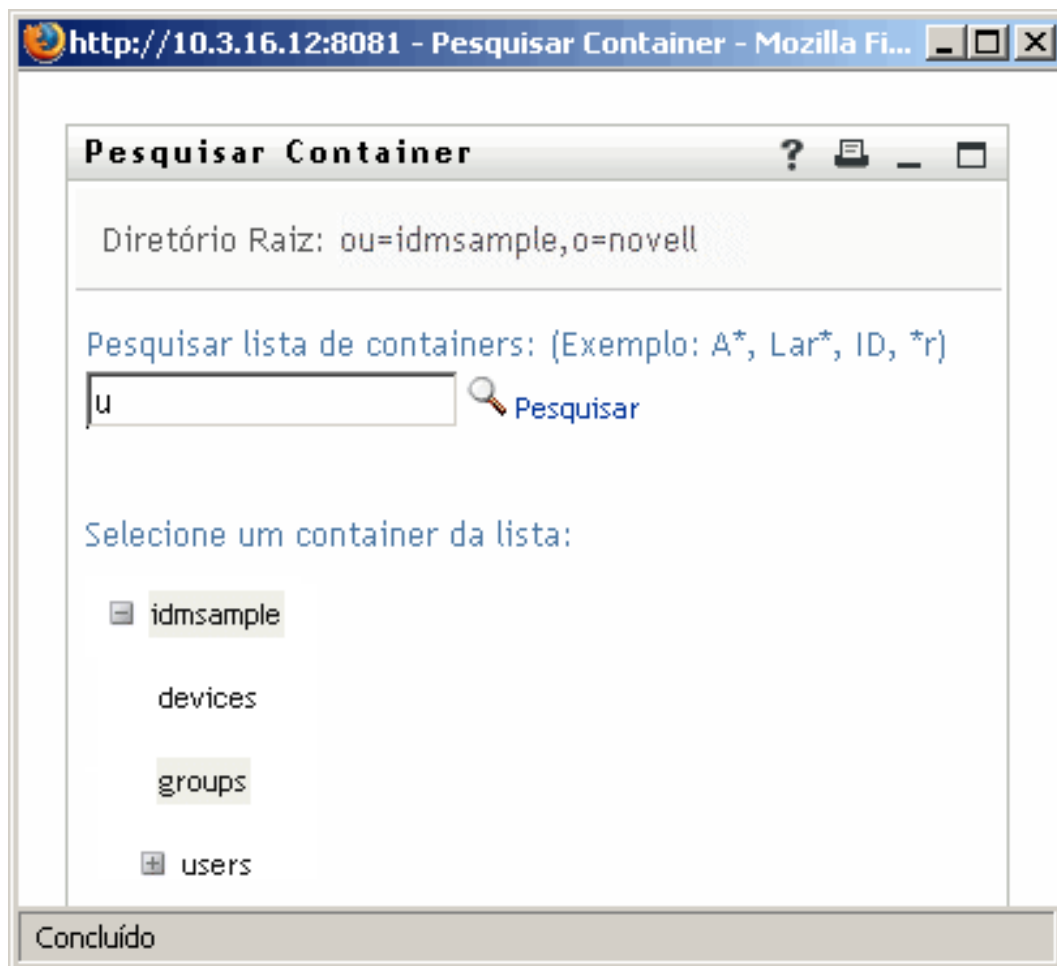 http://10.3.16.12:8081 - Pesquisar Container - Mozilla Fi...
Pesquisar Container ?
Diretório Raiz: ou=idmsample,o=novell
Pesquisar lista de containers: (Exemplo: A*, Lar*, ID, *r)
u Pesquisar
Selecione um container da lista:
idmsample
devices
groups
users
Concluído